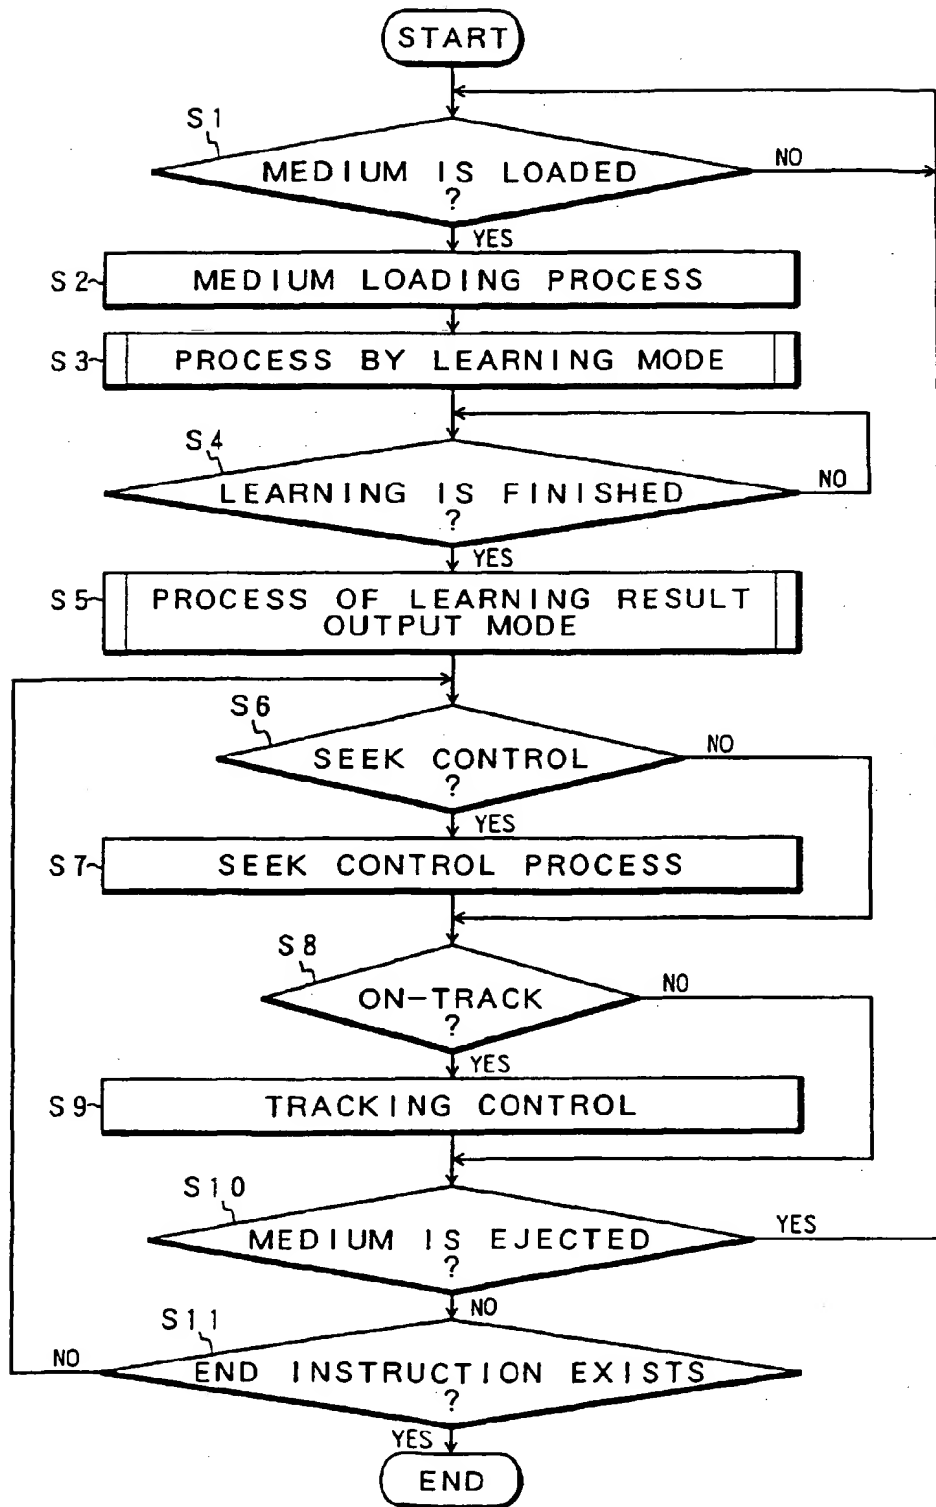 START
S1
MEDIUM IS LOADED
?
NO
YES
S2
MEDIUM LOADING PROCESS
S3
PROCESS BY LEARNING MODE
S4
LEARNING IS FINISHED
?
NO
YES
S5
PROCESS OF LEARNING RESULT
OUTPUT MODE
S6
SEEK CONTROL
?
NO
YES
S7
SEEK CONTROL PROCESS
S8
ON-TRACK
?
NO
YES
S9
TRACKING CONTROL
S10
MEDIUM IS EJECTED
?
YES
NO
S11
NO
END INSTRUCTION EXISTS
?
YES
END